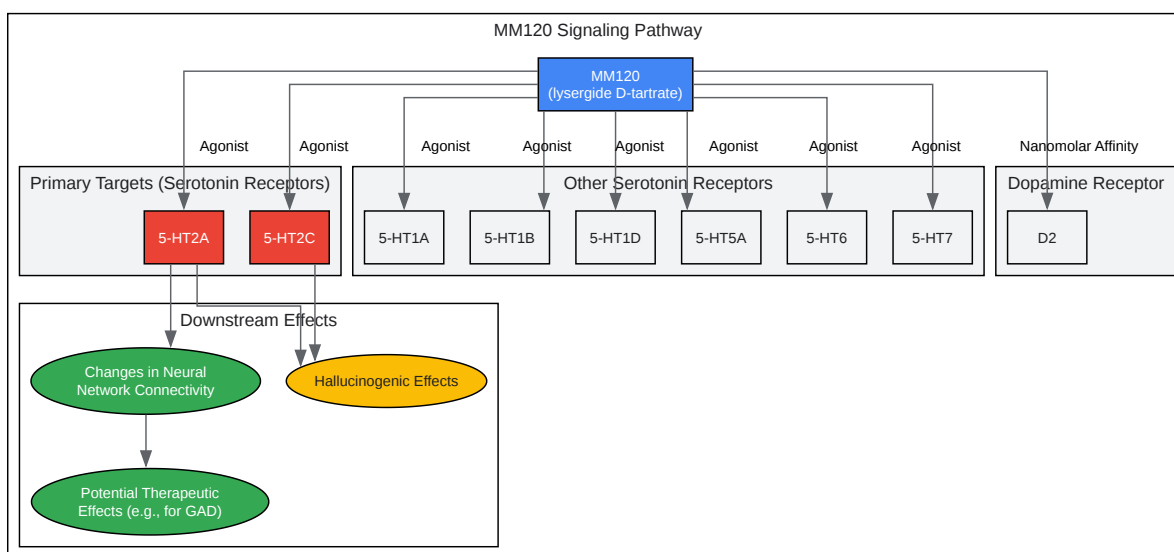 MM120 Signaling Pathway
MM120
(lysergide D-tartrate)
Agonist
Agonist
Agonist
Agonist
Agonist
Agonist
Agonist
Agonist
Nanomolar Affinity
Primary Targets (Serotonin Receptors)
Other Serotonin Receptors
Dopamine Receptor
5-HT2A
5-HT2C
5-HT1A
5-HT1B
5-HT1D
5-HT5A
5-HT6
5-HT7
D2
Downstream Effects
Changes in Neural
Network Connectivity
Hallucinogenic Effects
Potential Therapeutic
Effects (e.g., for GAD)